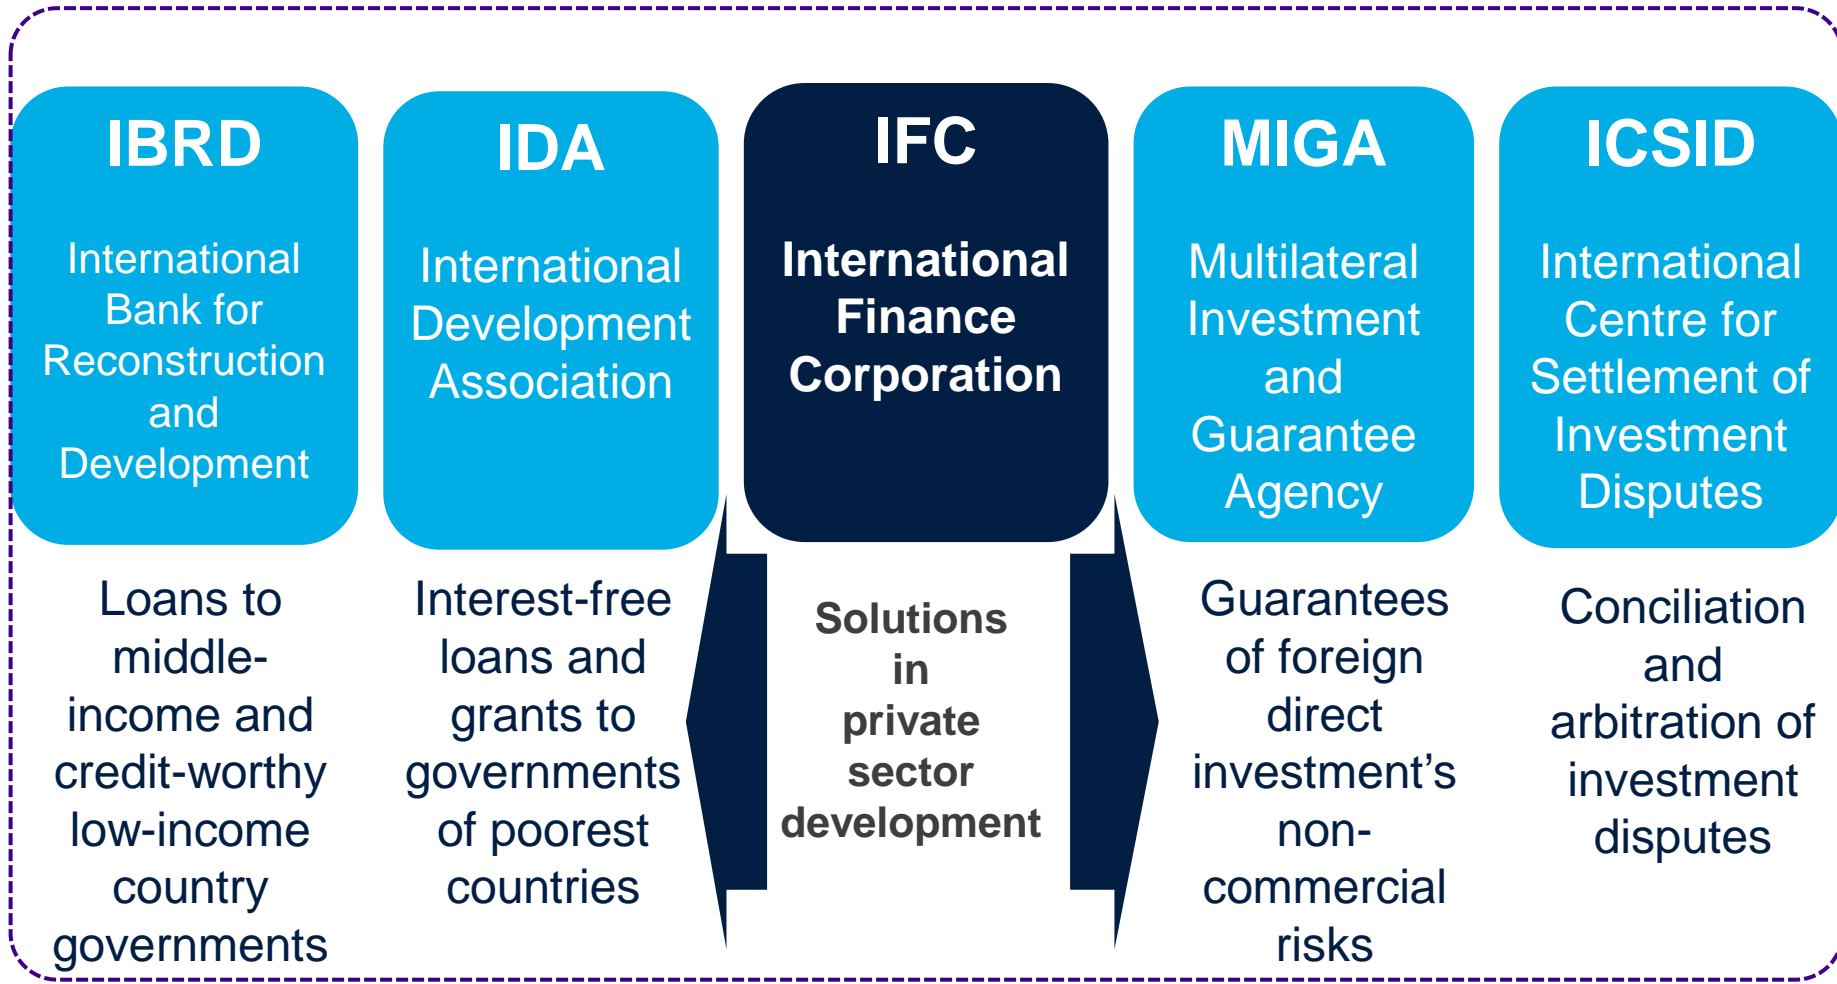 IBRD
International
Bank for
Reconstruction
and
Development
Loans to
middle-
income and
credit-worthy
low-income
country
governments
IDA
International
Development
Association
Interest-free
loans and
grants to
governments
of poorest
countries
IFC
International
Finance
Corporation
Solutions
in
private
sector
development
MIGA
Multilateral
Investment
and
Guarantee
Agency
Guarantees
of foreign
direct
investment’s
non-
commercial
risks
ICSID
International
Centre for
Settlement of
Investment
Disputes
Conciliation
and
arbitration of
investment
disputes